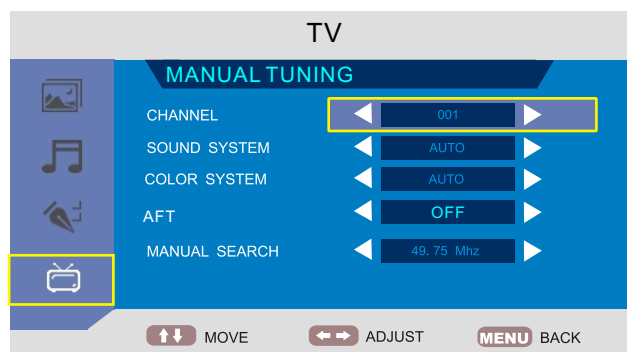 TV
MANUAL TUNING
CHANNEL 001
SOUND SYSTEM AUTO
COLOR SYSTEM AUTO
AFT OFF
MANUAL SEARCH 49. 75 Mhz
MOVE ADJUST MENU BACK